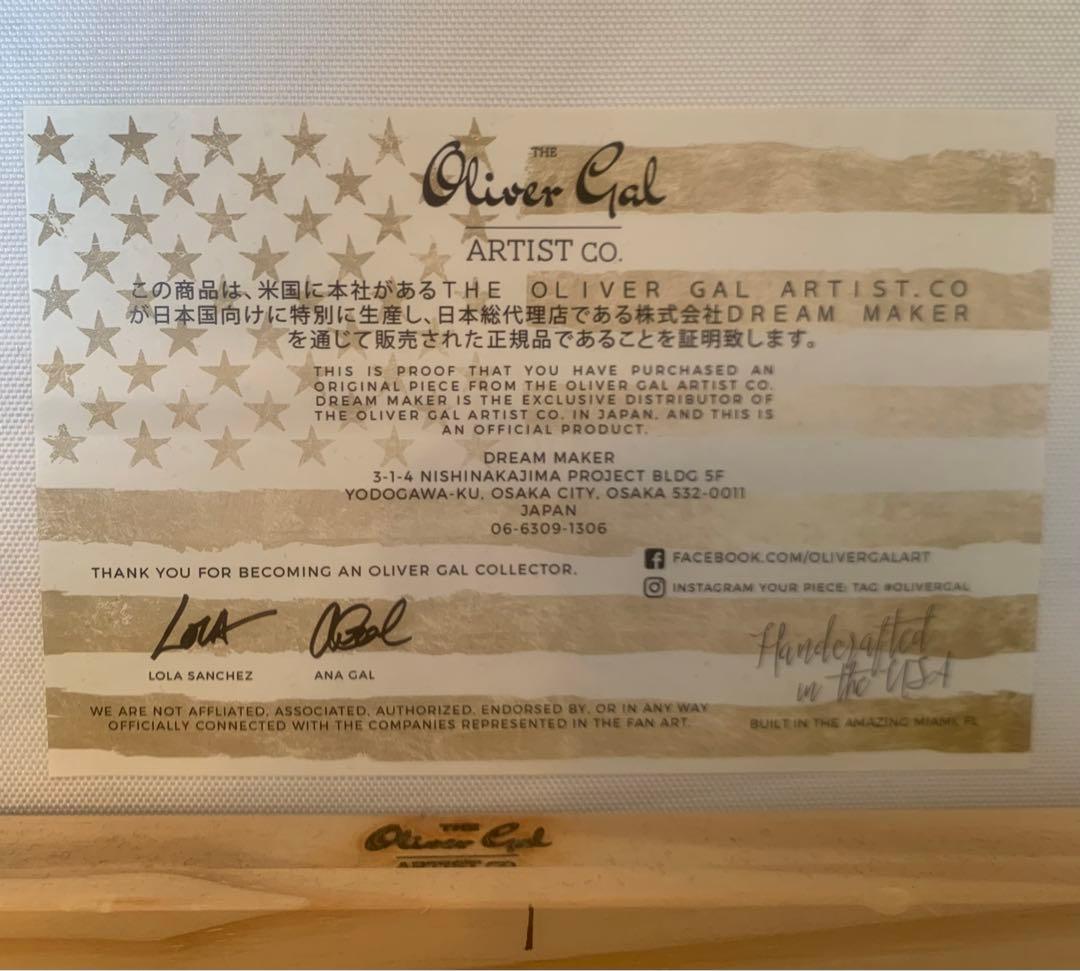 THE
Oliver Gal
ARTIST CO.
この商品は、米国に本社があるTHE OLIVER GAL ARTIST.CO
が日本国向けに特別に生産し、日本総代理店である株式会社DREAM MAKER
を通じて販売された正規品であることを証明致します。
THIS IS PROOF THAT YOU HAVE PURCHASED AN
ORIGINAL PIECE FROM THE OLIVER GAL ARTIST CO.
DREAM MAKER IS THE EXCLUSIVE DISTRIBUTOR OF
THE OLIVER GAL ARTIST CO. IN JAPAN. AND THIS IS
AN OFFICIAL PRODUCT.
DREAM MAKER
3-1-4 NISHINAKAJIMA PROJECT BLDG 5F
YODOGAWA-KU, OSAKA CITY, OSAKA 532-0011
JAPAN
06-6309-1306
THANK YOU FOR BECOMING AN OLIVER GAL COLLECTOR.
FACEBOOK.COM/OLIVERGALART
INSTAGRAM YOUR PIECE: TAG #OLIVERGAL
LOLA
LOLA SANCHEZ
ANA GAL
Handcrafted
in the USA
WE ARE NOT AFFLIATED, ASSOCIATED, AUTHORIZED, ENDORSED BY, OR IN ANY WAY
OFFICIALLY CONNECTED WITH THE COMPANIES REPRESENTED IN THE FAN ART.
BUILT IN THE AMAZING MIAMI, FL
THE
Oliver Gal
ARTIST CO.